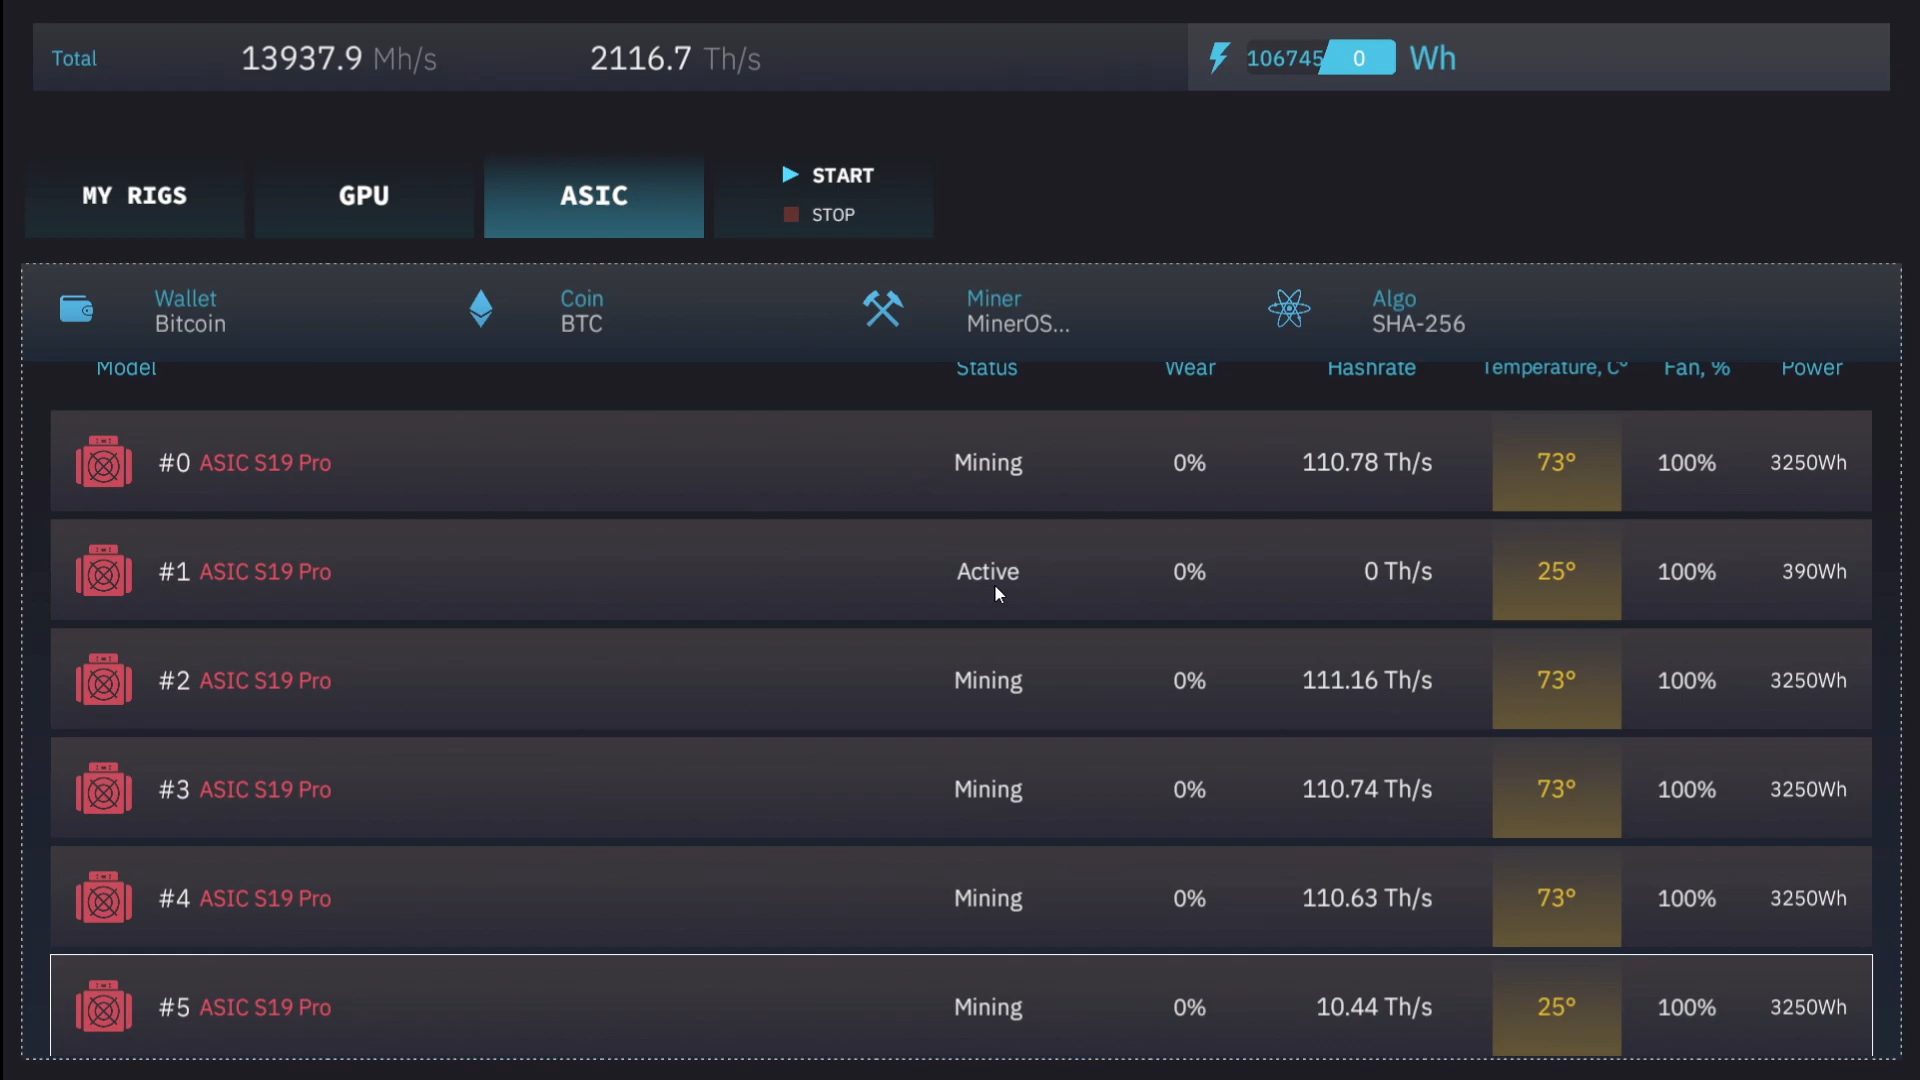 Total 13937.9 Mh/s 2116.7 Th/s 106745 0 Wh
MY RIGS GPU ASIC START
STOP
Wallet Coin Miner Algo
Bitcoin BTC MinerOS... SHA-256
Model Status Wear Hashrate Temperature, C° Fan, % Power
#0 ASIC S19 Pro Mining 0% 110.78 Th/s 73° 100% 3250Wh
#1 ASIC S19 Pro Active 0% 0 Th/s 25° 100% 390Wh
#2 ASIC S19 Pro Mining 0% 111.16 Th/s 73° 100% 3250Wh
#3 ASIC S19 Pro Mining 0% 110.74 Th/s 73° 100% 3250Wh
#4 ASIC S19 Pro Mining 0% 110.63 Th/s 73° 100% 3250Wh
#5 ASIC S19 Pro Mining 0% 10.44 Th/s 25° 100% 3250Wh